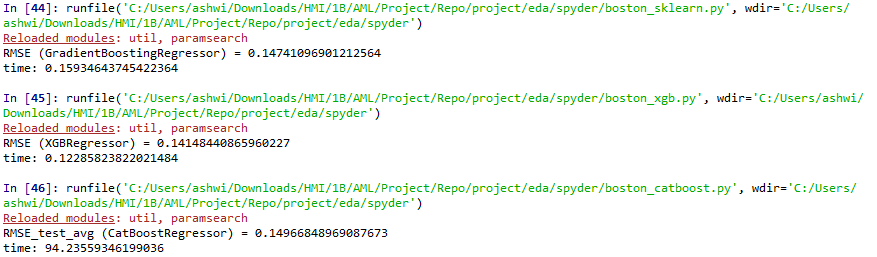 In [44]: runfile('C:/Users/ashwi/Downloads/HMI/1B/AML/Project/Repo/project/eda/spyder/boston_sklearn.py', wdir='C:/Users/
ashwi/Downloads/HMI/1B/AML/Project/Repo/project/eda/spyder')
Reloaded modules: util, paramsearch
RMSE (GradientBoostingRegressor) = 0.14741096901212564
time: 0.15934643745422364
In [45]: runfile('C:/Users/ashwi/Downloads/HMI/1B/AML/Project/Repo/project/eda/spyder/boston_xgb.py', wdir='C:/Users/ashwi/
Downloads/HMI/1B/AML/Project/Repo/project/eda/spyder')
Reloaded modules: util, paramsearch
RMSE (XGBRegressor) = 0.14148440865960227
time: 0.12285823822021484
In [46]: runfile('C:/Users/ashwi/Downloads/HMI/1B/AML/Project/Repo/project/eda/spyder/boston_catboost.py', wdir='C:/Users/
ashwi/Downloads/HMI/1B/AML/Project/Repo/project/eda/spyder')
Reloaded modules: util, paramsearch
RMSE_test_avg (CatBoostRegressor) = 0.14966848969087673
time: 94.23559346199036